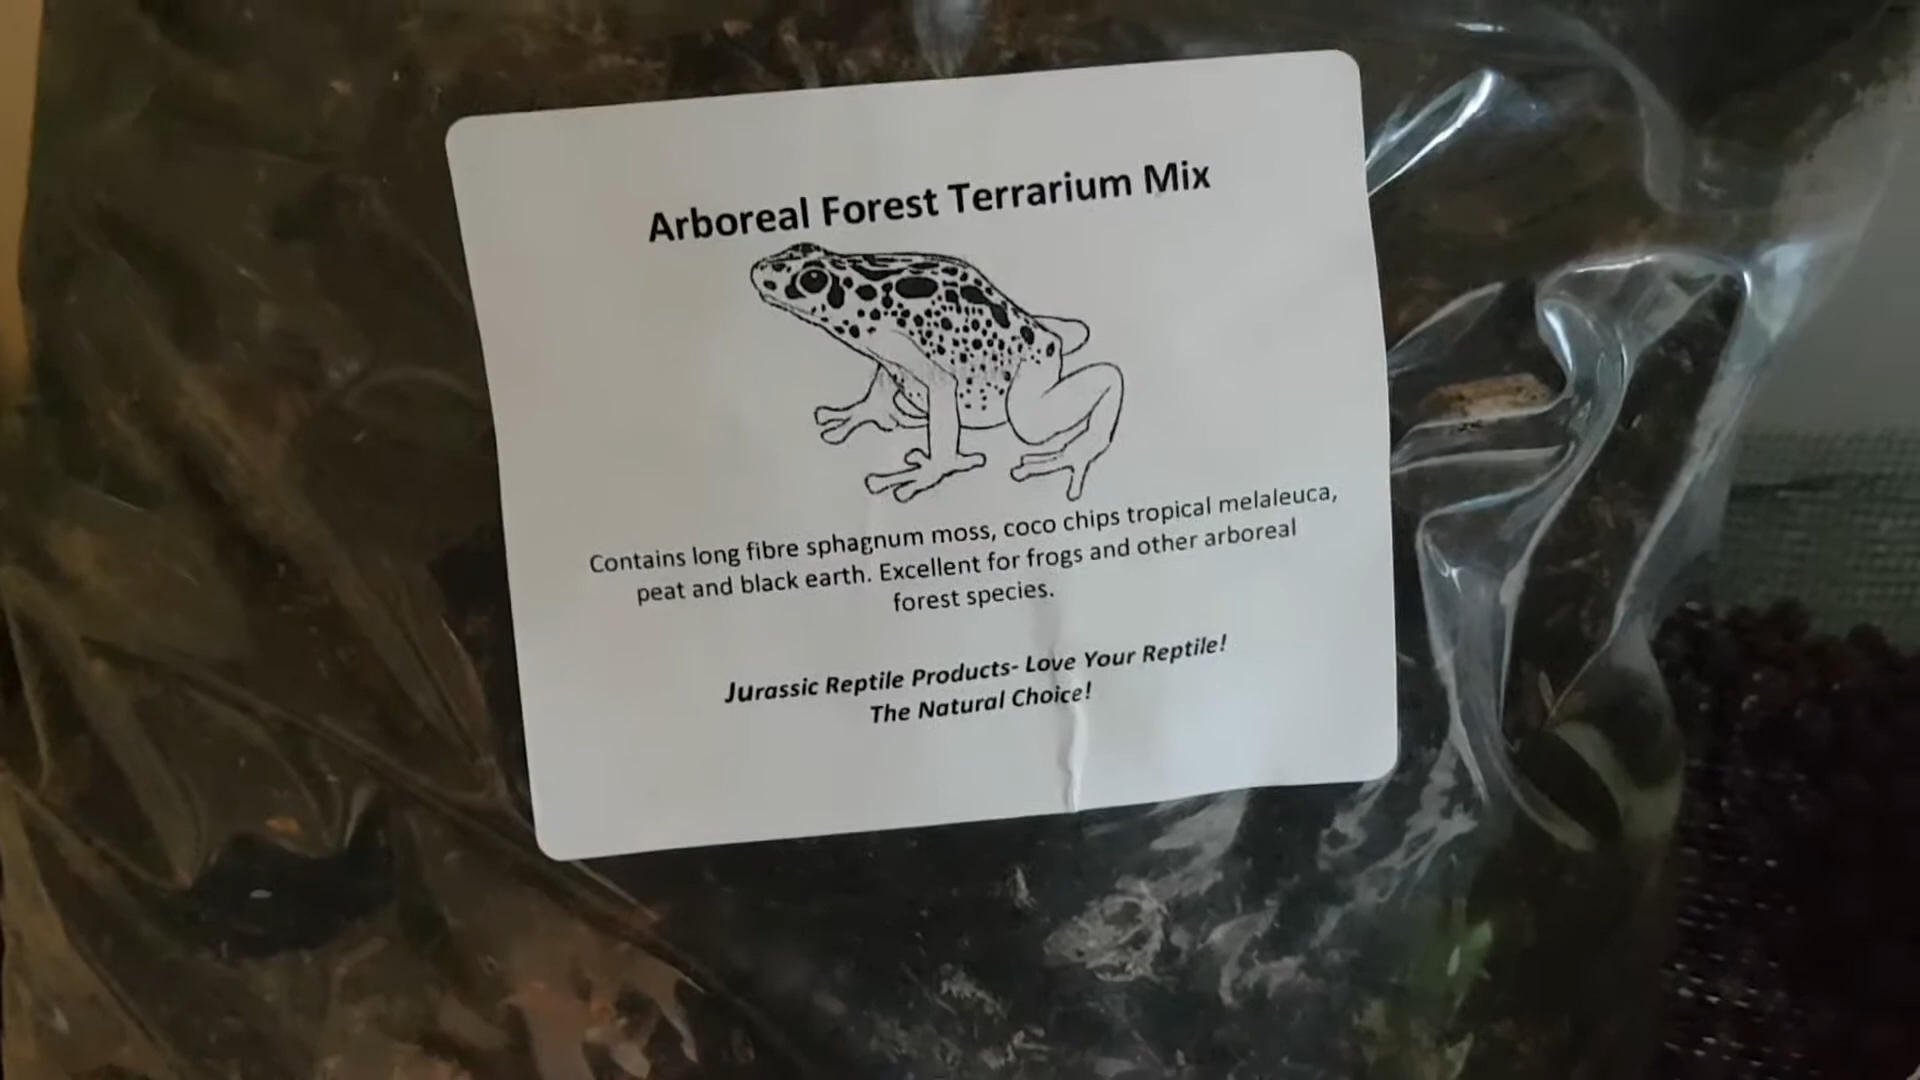 Arboreal Forest Terrarium Mix
Contains long fibre sphagnum moss, coco chips tropical melaleuca,
peat and black earth. Excellent for frogs and other arboreal
forest species.
Jurassic Reptile Products- Love Your Reptile!
The Natural Choice!